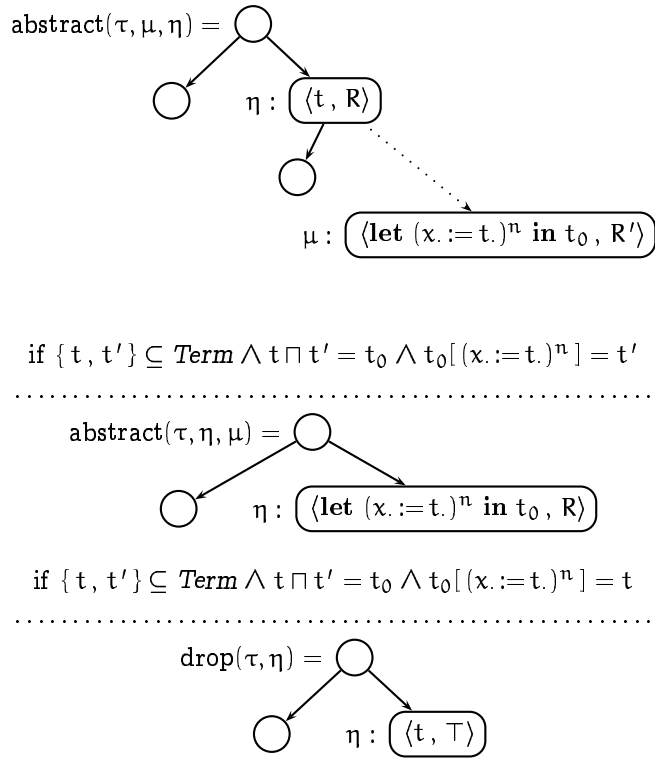 abstract(τ, μ, η) =
η : ⟨t , R⟩
μ : ⟨let (x. := t.)ⁿ in t₀ , R′⟩
if { t , t′ } ⊆ Term ∧ t ⊓ t′ = t₀ ∧ t₀[ (x. := t.)ⁿ ] = t′
abstract(τ, η, μ) =
η : ⟨let (x. := t.)ⁿ in t₀ , R⟩
if { t , t′ } ⊆ Term ∧ t ⊓ t′ = t₀ ∧ t₀[ (x. := t.)ⁿ ] = t
drop(τ, η) =
η : ⟨t , ⊤⟩